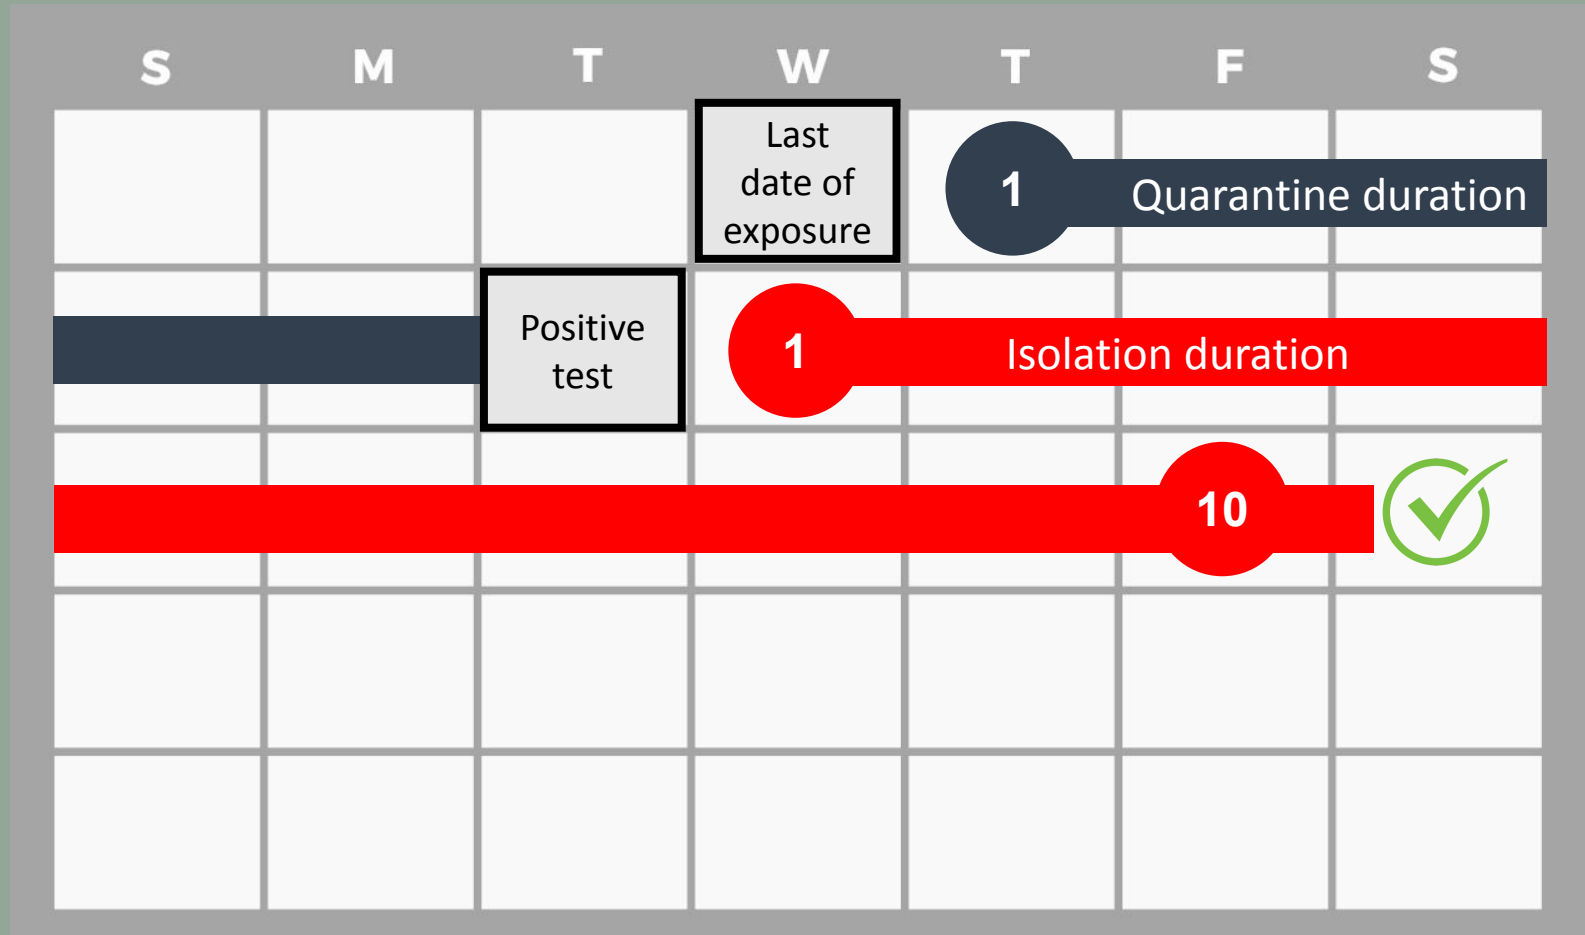 S M T W T F S
Last
date of
exposure
1
Quarantine duration
Positive
test
1
Isolation duration
10